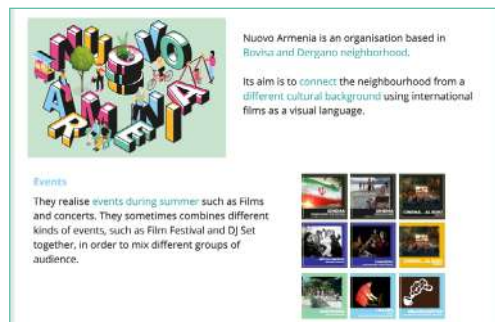 NUOVO
ARMENIA
Nuovo Armenia is an organisation based in
Bovisa and Dergano neighborhood.
Its aim is to connect the neighbourhood from a
different cultural background using international
films as a visual language.
Events
They realise events during summer such as Films
and concerts. They sometimes combines different
kinds of events, such as Film Festival and DJ Set
together, in order to mix different groups of
audience.